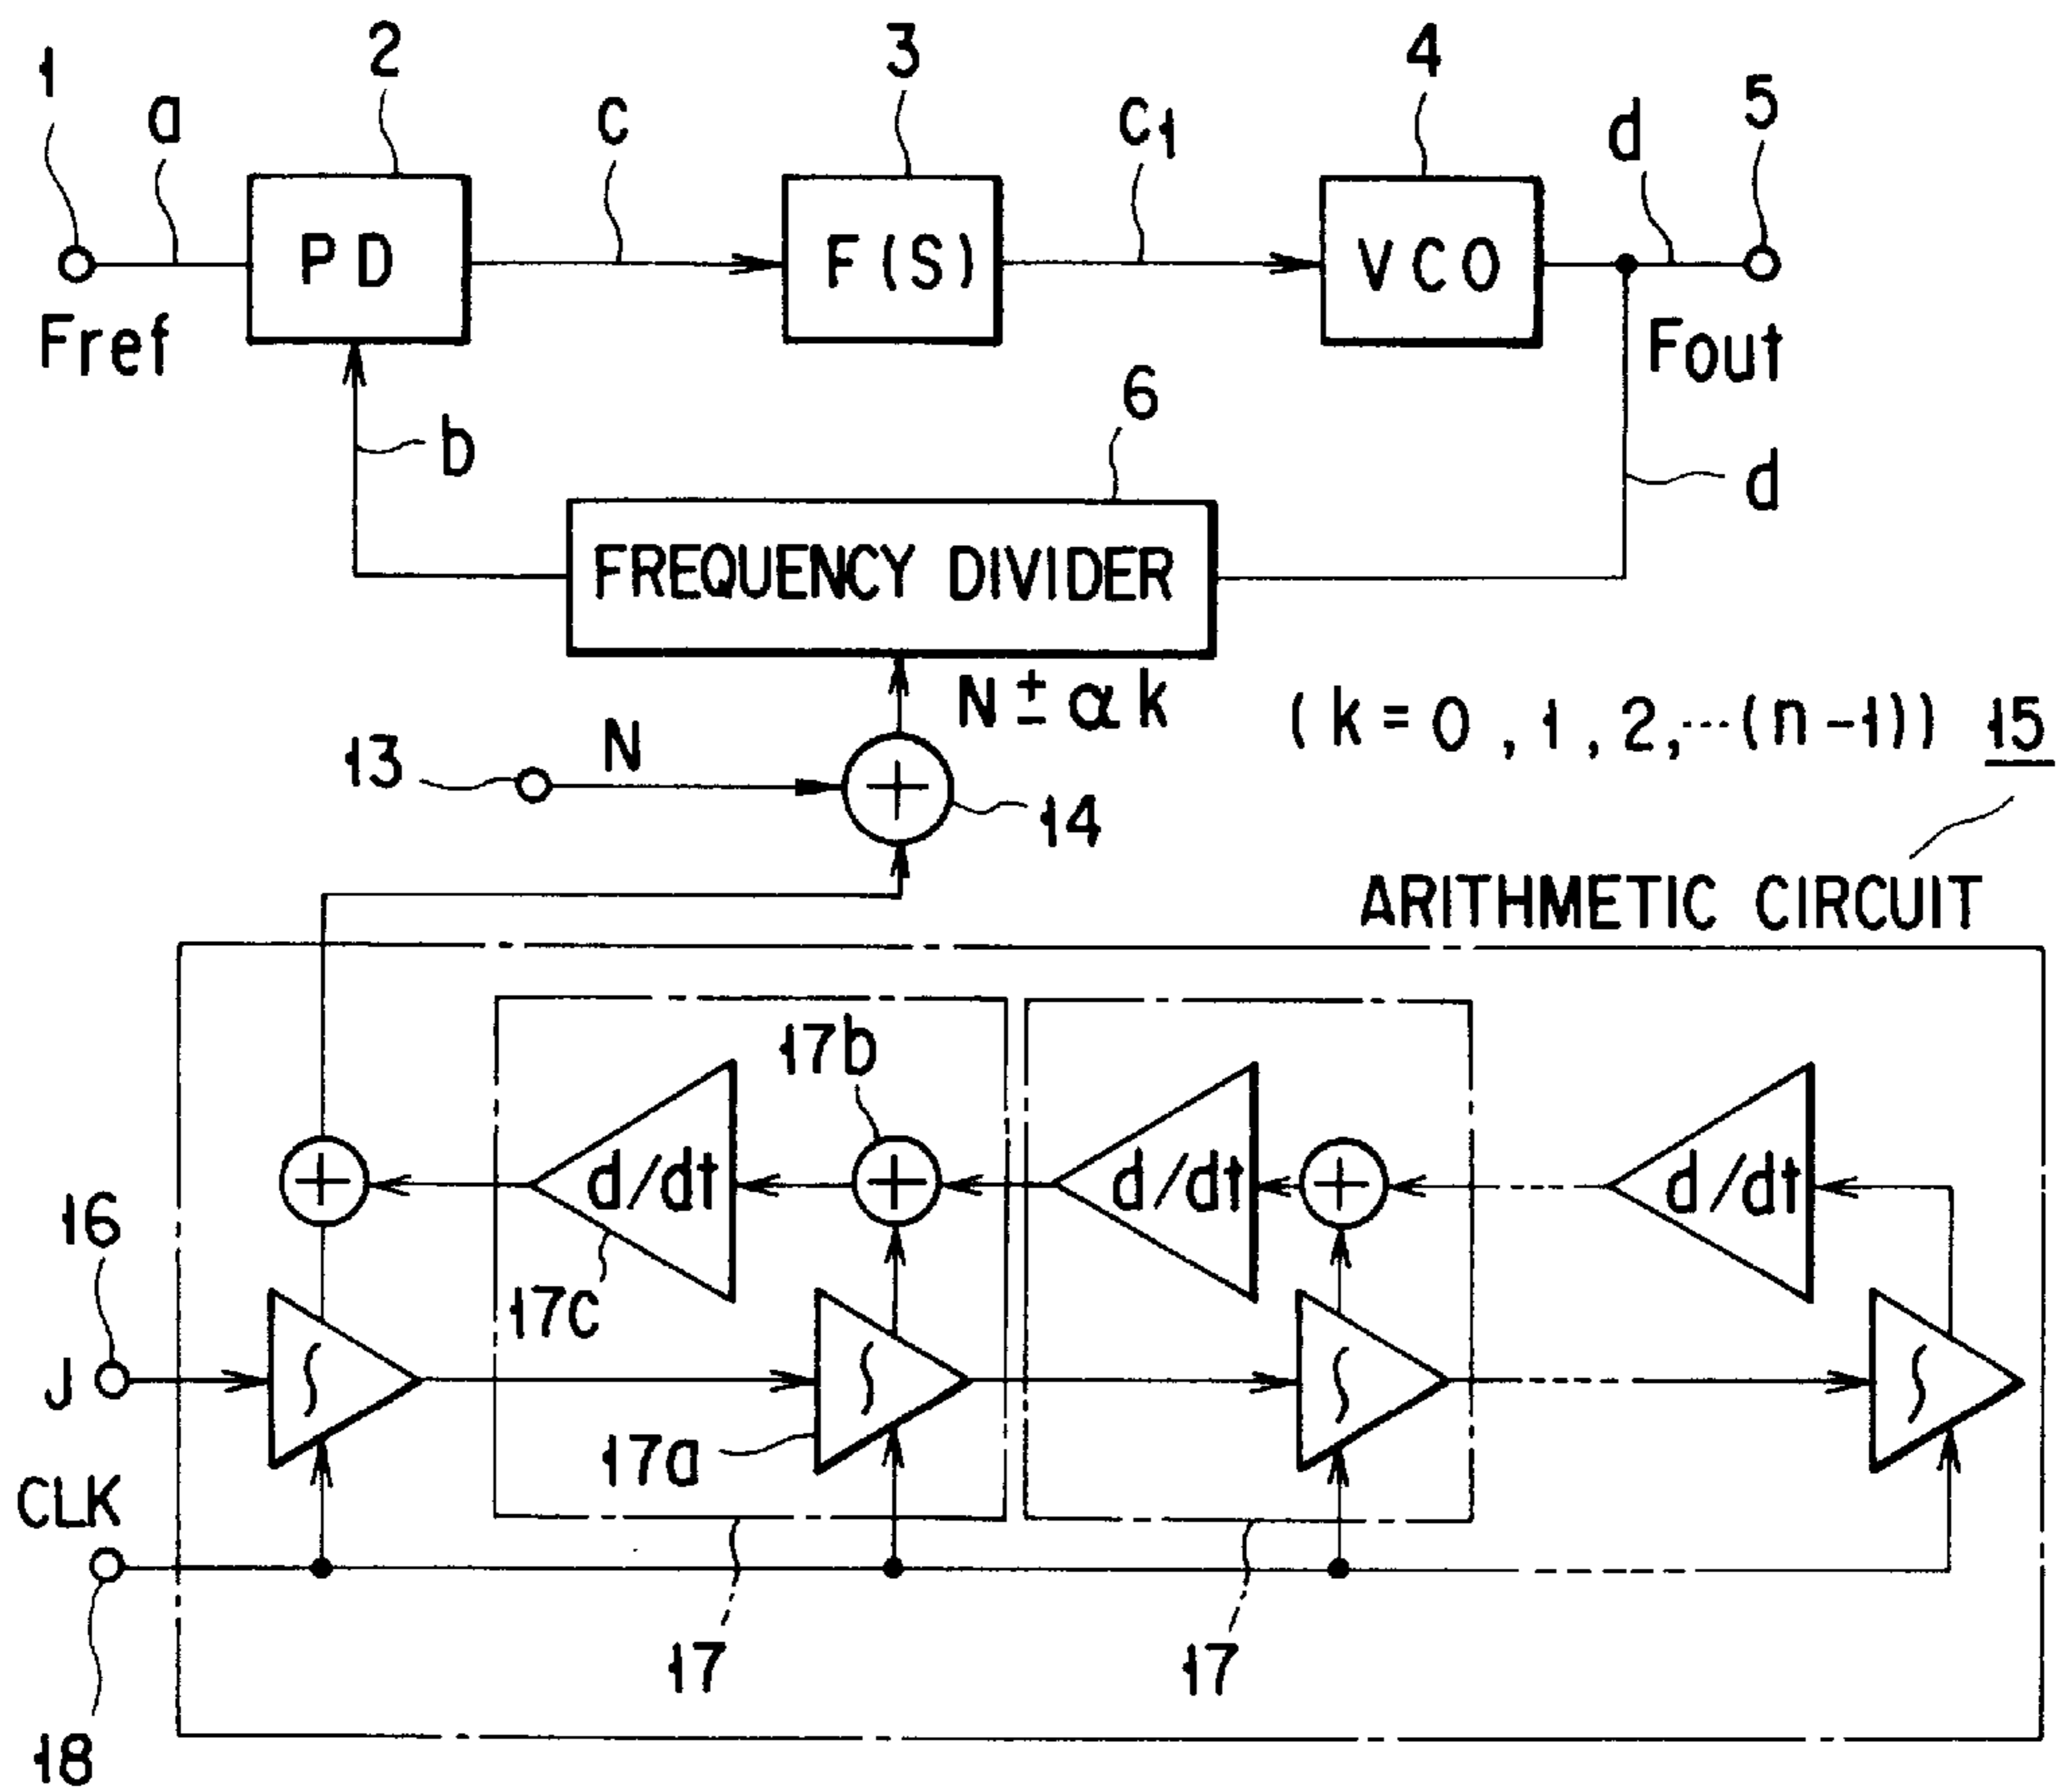 1
a
2
c
3
c1
4
d
5
PD
F(S)
VCO
Fref
Fout
b
6
d
FREQUENCY DIVIDER
N ± αk
(k=0,1,2,···(n-1))
15
13
N
14
ARITHMETIC CIRCUIT
17b
d/dt
d/dt
d/dt
16
17c
J
∫
∫
∫
∫
17a
CLK
17
17
18